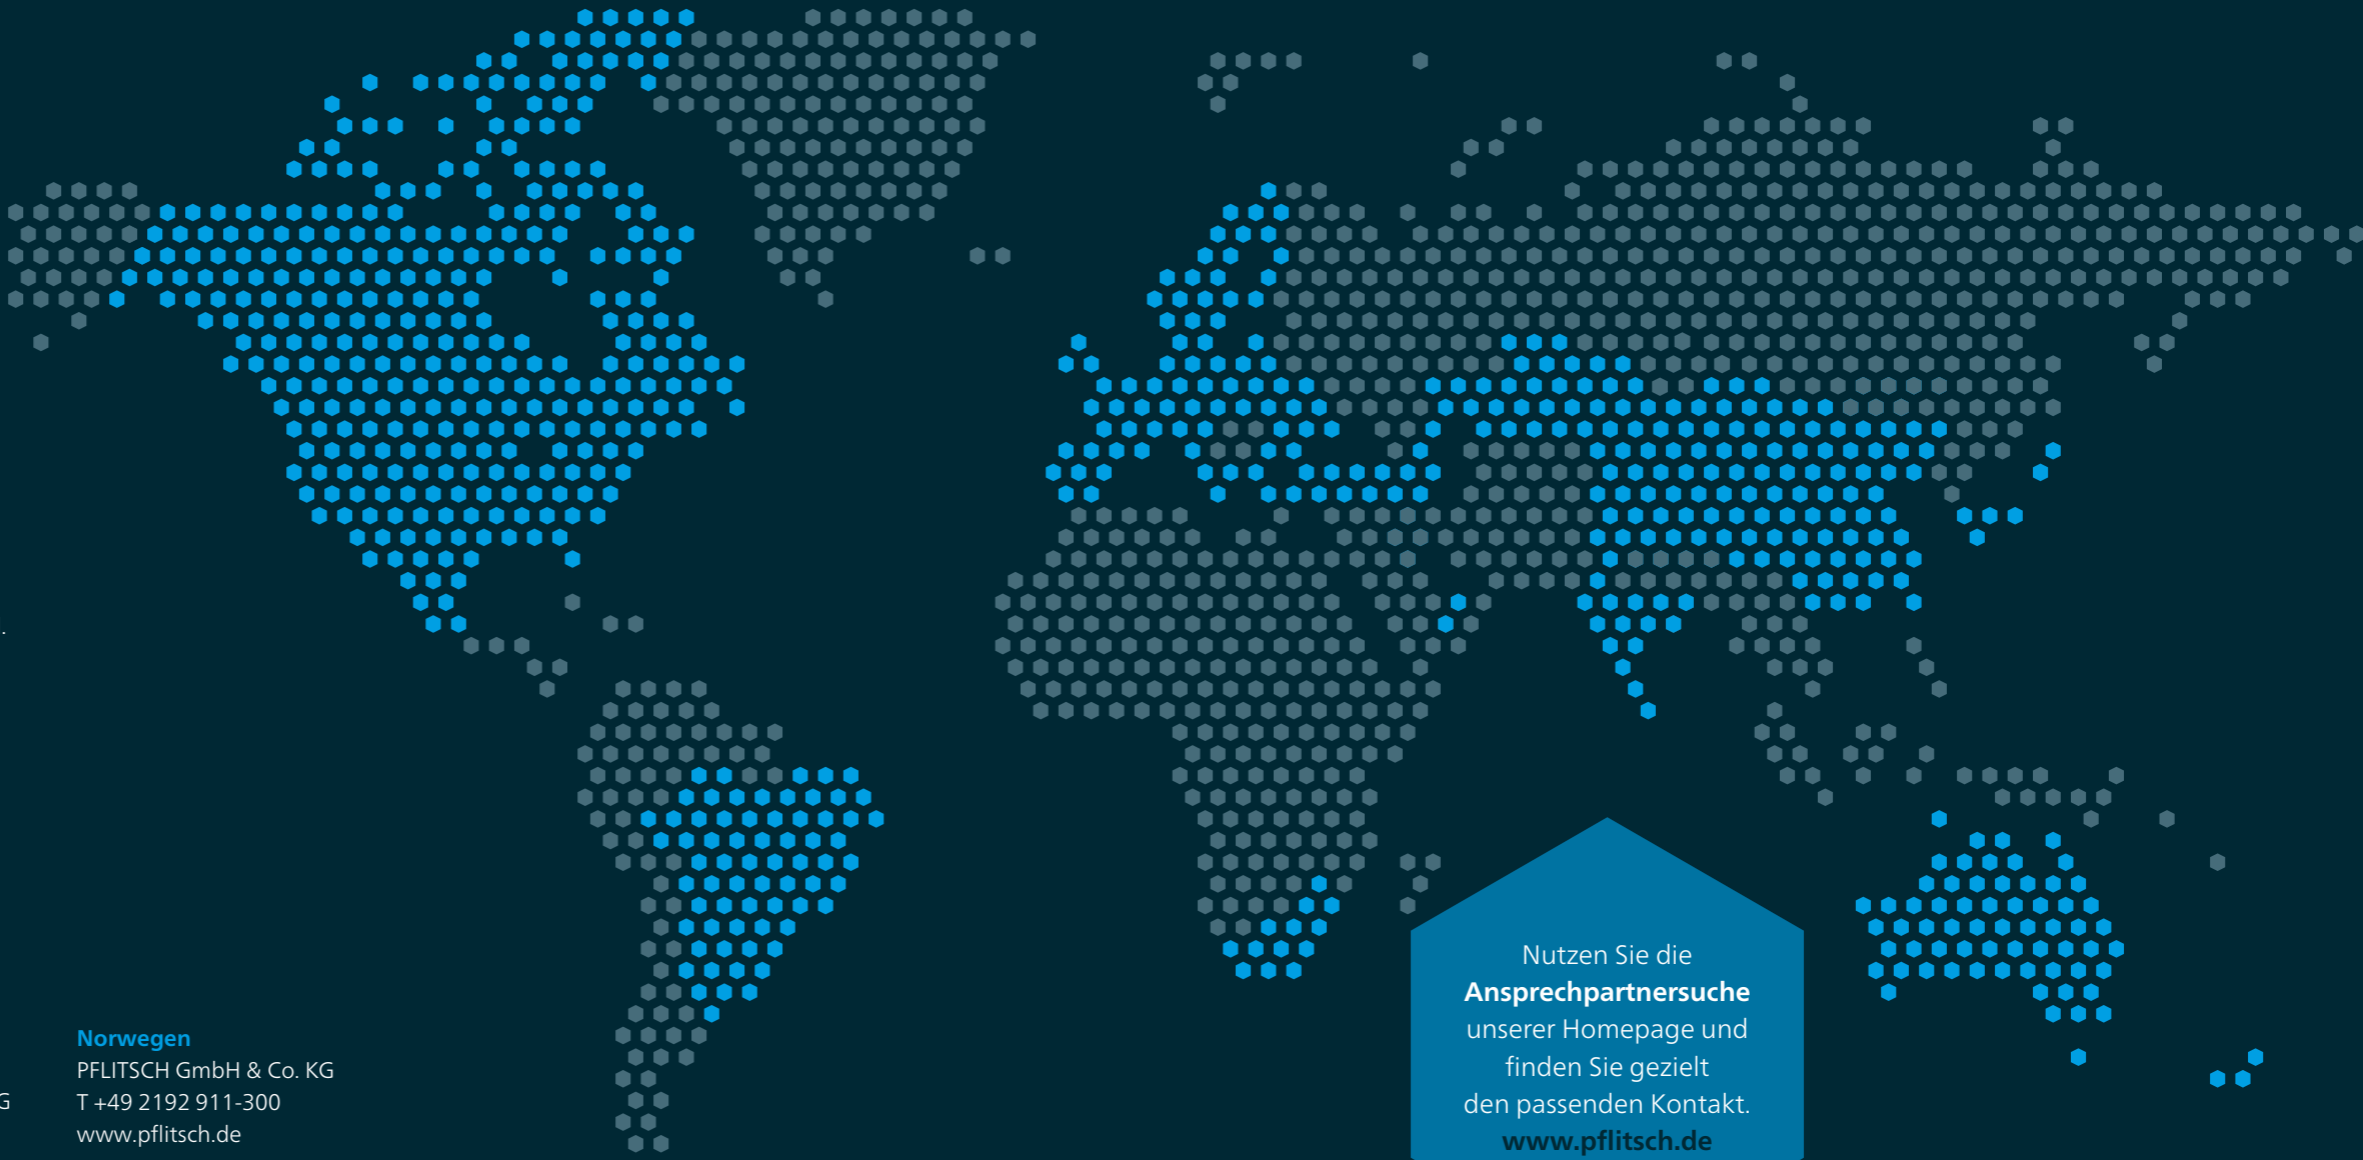 Norwegen
PFLITSCH GmbH & Co. KG
T +49 2192 911-300
www.pflitsch.de
Nutzen Sie die
Ansprechpartnersuche
unserer Homepage und
finden Sie gezielt
den passenden Kontakt.
www.pflitsch.de